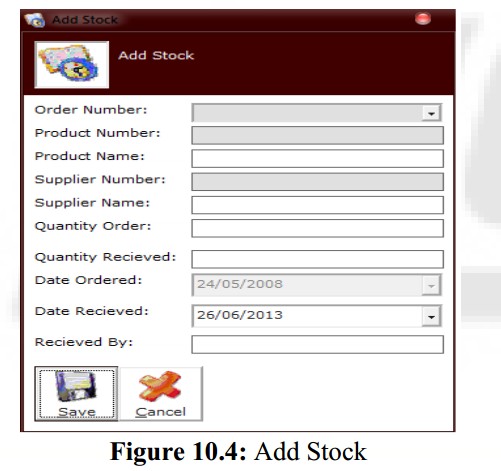 Add Stock
Add Stock
Order Number:
Product Number:
Product Name:
Supplier Number:
Supplier Name:
Quantity Order:
Quantity Recieved:
Date Ordered: 24/05/2008
Date Recieved: 26/06/2013
Recieved By:
Save Cancel
Figure 10.4: Add Stock